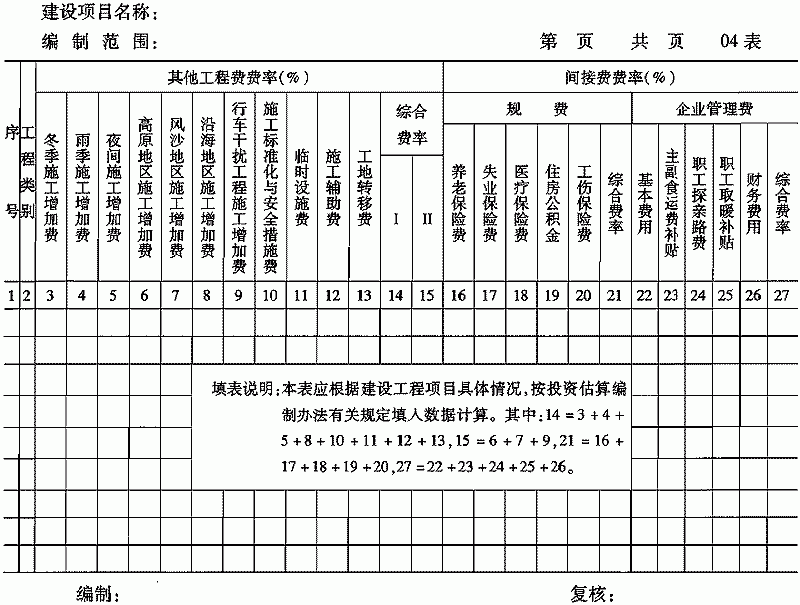 建设项目名称：
编 制 范 围： 第 页 共 页 04表
序号
工程类别
其他工程费费率(%)
间接费费率(%)
冬季施工增加费
雨季施工增加费
夜间施工增加费
高原地区施工增加费
风沙地区施工增加费
沿海地区施工增加费
行车干扰工程施工增加费
施工标准化与安全措施费
临时设施费
施工辅助费
工地转移费
综合费率
Ⅰ
Ⅱ
规 费
养老保险费
失业保险费
医疗保险费
住房公积金
工伤保险费
综合费率
企业管理费
基本费用
主副食运费补贴
职工探亲路费
职工取暖补贴
财务费用
综合费率
1 2 3 4 5 6 7 8 9 10 11 12 13 14 15 16 17 18 19 20 21 22 23 24 25 26 27
填表说明：本表应根据建设工程项目具体情况，按投资估算编
制办法有关规定填入数据计算。其中：14＝3＋4＋
5＋8＋10＋11＋12＋13，15＝6＋7＋9，21＝16＋
17＋18＋19＋20，27＝22＋23＋24＋25＋26。
编制： 复核：